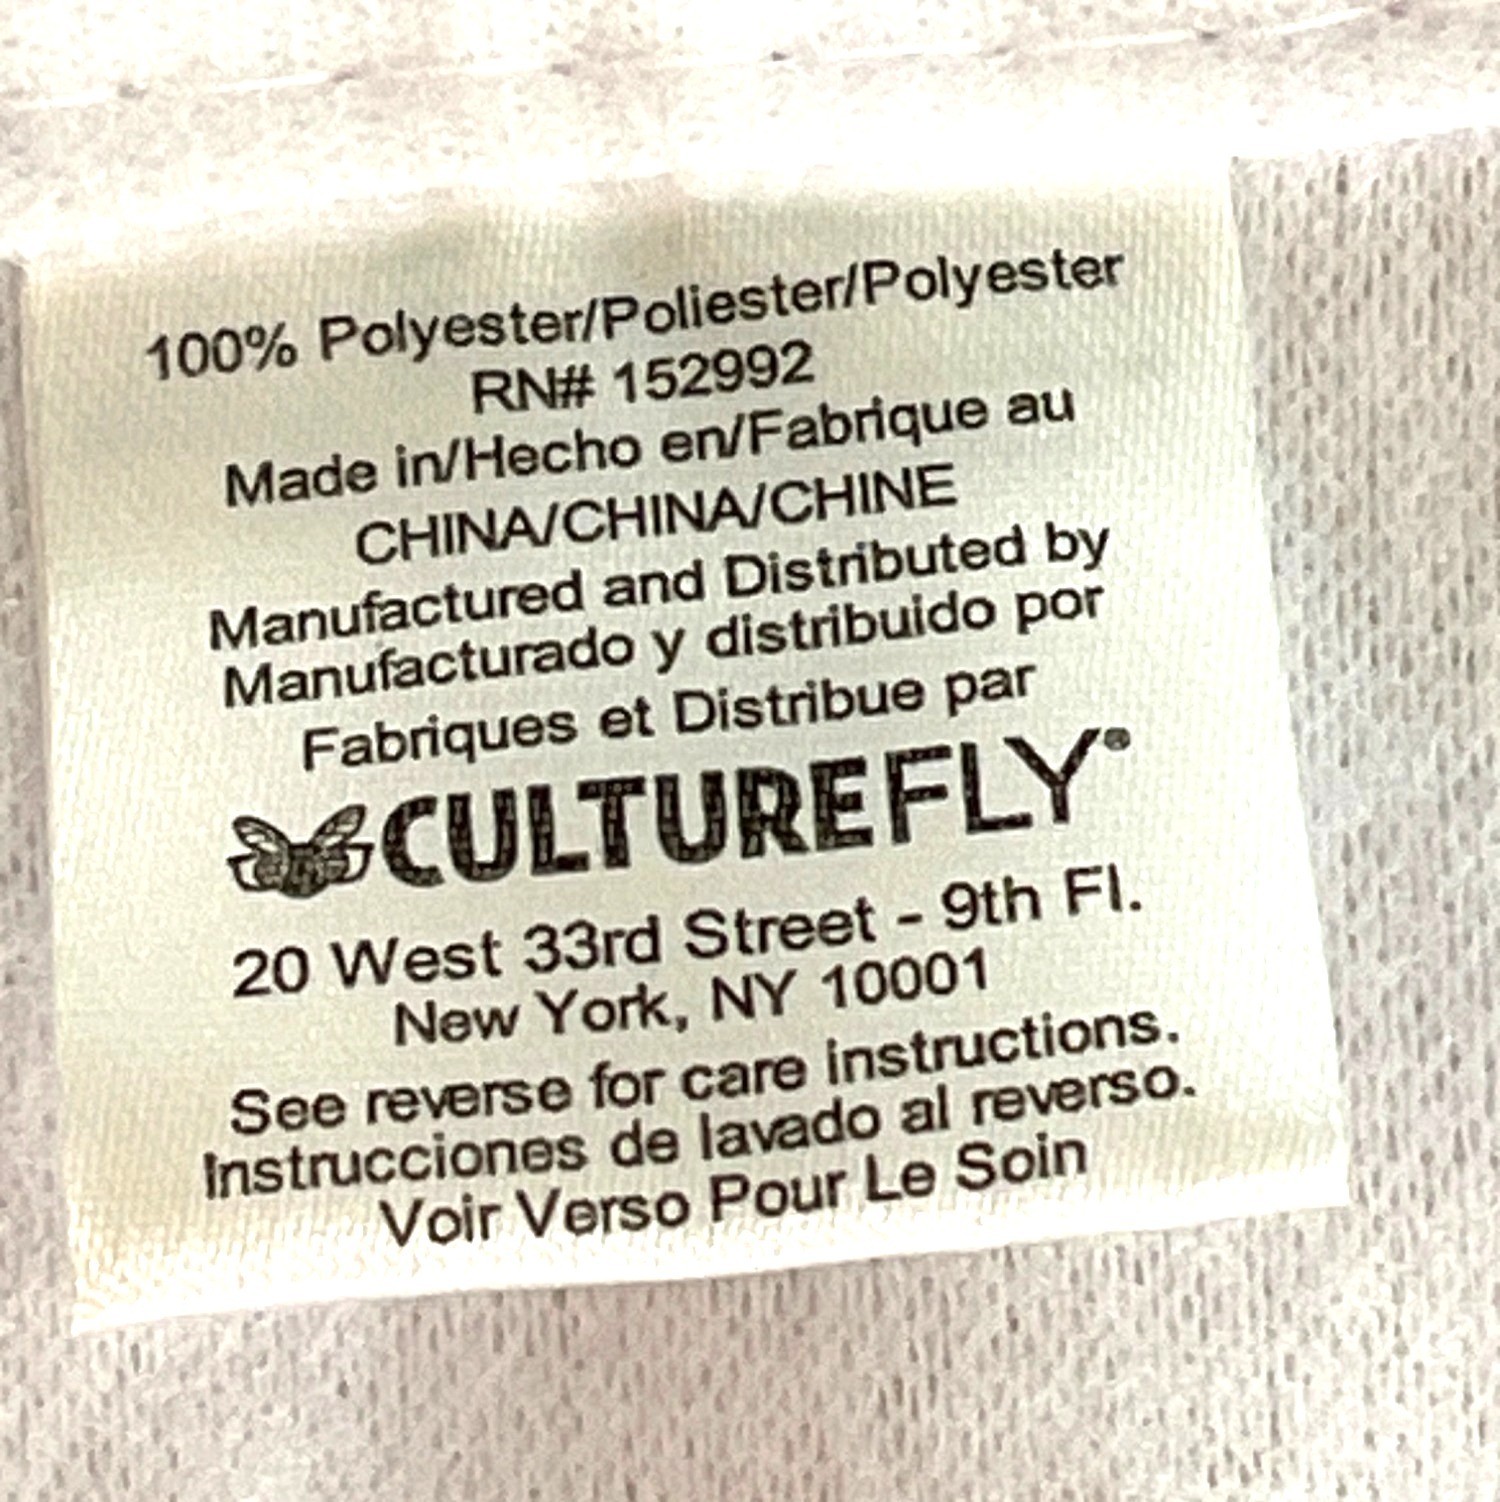 100% Polyester/Poliester/Polyester
RN# 152992
Made in/Hecho en/Fabrique au
CHINA/CHINA/CHINE
Manufactured and Distributed by
Manufacturado y distribuido por
Fabriques et Distribue par
CULTUREFLY®
20 West 33rd Street - 9th Fl.
New York, NY 10001
See reverse for care instructions.
Instrucciones de lavado al reverso.
Voir Verso Pour Le Soin